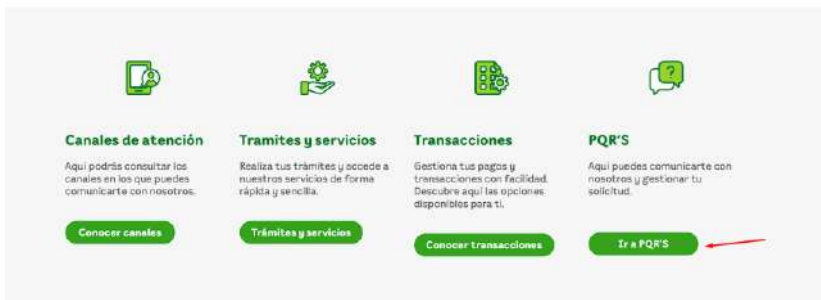 Canales de atención
Aquí podrás consultar los
canales en los que puedes
comunicarte con nosotros.
Conocer canales
Tramites y servicios
Realiza tus trámites y accede a
nuestros servicios de forma
rápida y sencilla.
Trámites y servicios
Transacciones
Gestiona tus pagos y
transacciones con facilidad.
Descubre aquí las opciones
disponibles para ti.
Conocer transacciones
PQR'S
Aquí puedes comunicarte con
nosotros y gestionar tu
solicitud.
Ir a PQR'S